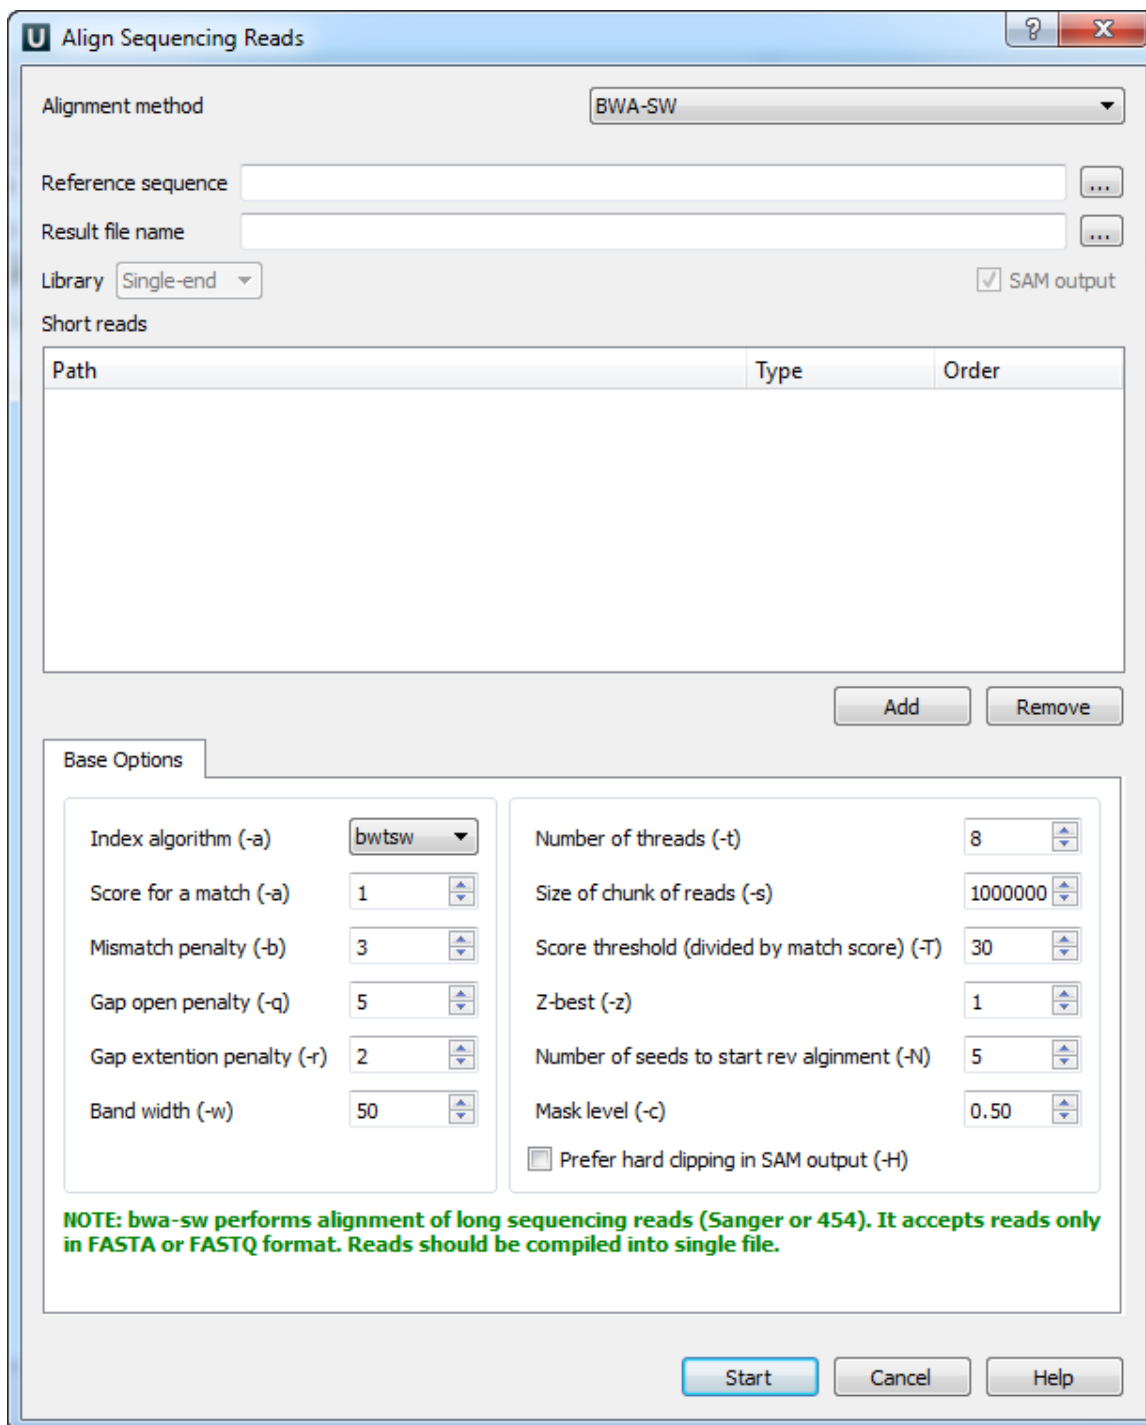 U Align Sequencing Reads
?
X
Alignment method BWA-SW
Reference sequence ...
Result file name ...
Library Single-end SAM output
Short reads
Path Type Order
Add Remove
Base Options
Index algorithm (-a) bwtsw
Score for a match (-a) 1
Mismatch penalty (-b) 3
Gap open penalty (-q) 5
Gap extention penalty (-r) 2
Band width (-w) 50
Number of threads (-t) 8
Size of chunk of reads (-s) 1000000
Score threshold (divided by match score) (-T) 30
Z-best (-z) 1
Number of seeds to start rev alginment (-N) 5
Mask level (-c) 0.50
Prefer hard clipping in SAM output (-H)
NOTE: bwa-sw performs alignment of long sequencing reads (Sanger or 454). It accepts reads only
in FASTA or FASTQ format. Reads should be compiled into single file.
Start Cancel Help